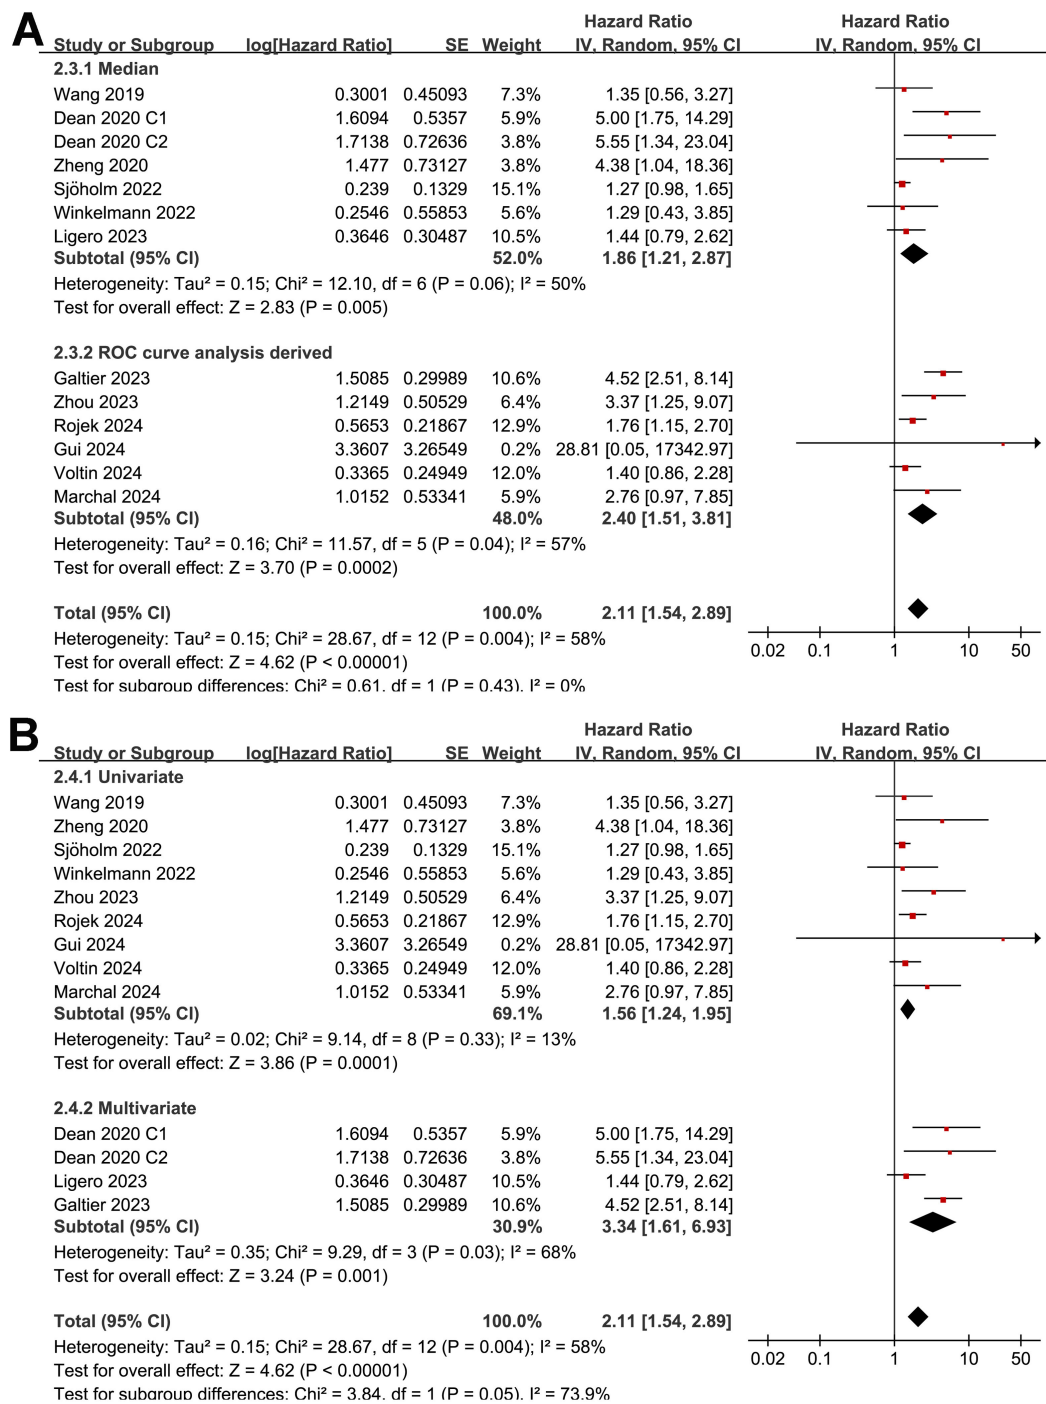 A
Hazard Ratio Hazard Ratio
Study or Subgroup log[Hazard Ratio] SE Weight IV, Random, 95% CI IV, Random, 95% CI
2.3.1 Median
Wang 2019 0.3001 0.45093 7.3% 1.35 [0.56, 3.27]
Dean 2020 C1 1.6094 0.5357 5.9% 5.00 [1.75, 14.29]
Dean 2020 C2 1.7138 0.72636 3.8% 5.55 [1.34, 23.04]
Zheng 2020 1.477 0.73127 3.8% 4.38 [1.04, 18.36]
Sjöholm 2022 0.239 0.1329 15.1% 1.27 [0.98, 1.65]
Winkelmann 2022 0.2546 0.55853 5.6% 1.29 [0.43, 3.85]
Ligero 2023 0.3646 0.30487 10.5% 1.44 [0.79, 2.62]
Subtotal (95% CI) 52.0% 1.86 [1.21, 2.87]
Heterogeneity: Tau² = 0.15; Chi² = 12.10, df = 6 (P = 0.06); I² = 50%
Test for overall effect: Z = 2.83 (P = 0.005)
2.3.2 ROC curve analysis derived
Galtier 2023 1.5085 0.29989 10.6% 4.52 [2.51, 8.14]
Zhou 2023 1.2149 0.50529 6.4% 3.37 [1.25, 9.07]
Rojek 2024 0.5653 0.21867 12.9% 1.76 [1.15, 2.70]
Gui 2024 3.3607 3.26549 0.2% 28.81 [0.05, 17342.97]
Voltin 2024 0.3365 0.24949 12.0% 1.40 [0.86, 2.28]
Marchal 2024 1.0152 0.53341 5.9% 2.76 [0.97, 7.85]
Subtotal (95% CI) 48.0% 2.40 [1.51, 3.81]
Heterogeneity: Tau² = 0.16; Chi² = 11.57, df = 5 (P = 0.04); I² = 57%
Test for overall effect: Z = 3.70 (P = 0.0002)
Total (95% CI) 100.0% 2.11 [1.54, 2.89]
Heterogeneity: Tau² = 0.15; Chi² = 28.67, df = 12 (P = 0.004); I² = 58%
Test for overall effect: Z = 4.62 (P < 0.00001)
Test for subgroup differences: Chi² = 0.61, df = 1 (P = 0.43), I² = 0%
0.02 0.1 1 10 50
B
Hazard Ratio Hazard Ratio
Study or Subgroup log[Hazard Ratio] SE Weight IV, Random, 95% CI IV, Random, 95% CI
2.4.1 Univariate
Wang 2019 0.3001 0.45093 7.3% 1.35 [0.56, 3.27]
Zheng 2020 1.477 0.73127 3.8% 4.38 [1.04, 18.36]
Sjöholm 2022 0.239 0.1329 15.1% 1.27 [0.98, 1.65]
Winkelmann 2022 0.2546 0.55853 5.6% 1.29 [0.43, 3.85]
Zhou 2023 1.2149 0.50529 6.4% 3.37 [1.25, 9.07]
Rojek 2024 0.5653 0.21867 12.9% 1.76 [1.15, 2.70]
Gui 2024 3.3607 3.26549 0.2% 28.81 [0.05, 17342.97]
Voltin 2024 0.3365 0.24949 12.0% 1.40 [0.86, 2.28]
Marchal 2024 1.0152 0.53341 5.9% 2.76 [0.97, 7.85]
Subtotal (95% CI) 69.1% 1.56 [1.24, 1.95]
Heterogeneity: Tau² = 0.02; Chi² = 9.14, df = 8 (P = 0.33); I² = 13%
Test for overall effect: Z = 3.86 (P = 0.0001)
2.4.2 Multivariate
Dean 2020 C1 1.6094 0.5357 5.9% 5.00 [1.75, 14.29]
Dean 2020 C2 1.7138 0.72636 3.8% 5.55 [1.34, 23.04]
Ligero 2023 0.3646 0.30487 10.5% 1.44 [0.79, 2.62]
Galtier 2023 1.5085 0.29989 10.6% 4.52 [2.51, 8.14]
Subtotal (95% CI) 30.9% 3.34 [1.61, 6.93]
Heterogeneity: Tau² = 0.35; Chi² = 9.29, df = 3 (P = 0.03); I² = 68%
Test for overall effect: Z = 3.24 (P = 0.001)
Total (95% CI) 100.0% 2.11 [1.54, 2.89]
Heterogeneity: Tau² = 0.15; Chi² = 28.67, df = 12 (P = 0.004); I² = 58%
Test for overall effect: Z = 4.62 (P < 0.00001)
Test for subgroup differences: Chi² = 3.84, df = 1 (P = 0.05), I² = 73.9%
0.02 0.1 1 10 50